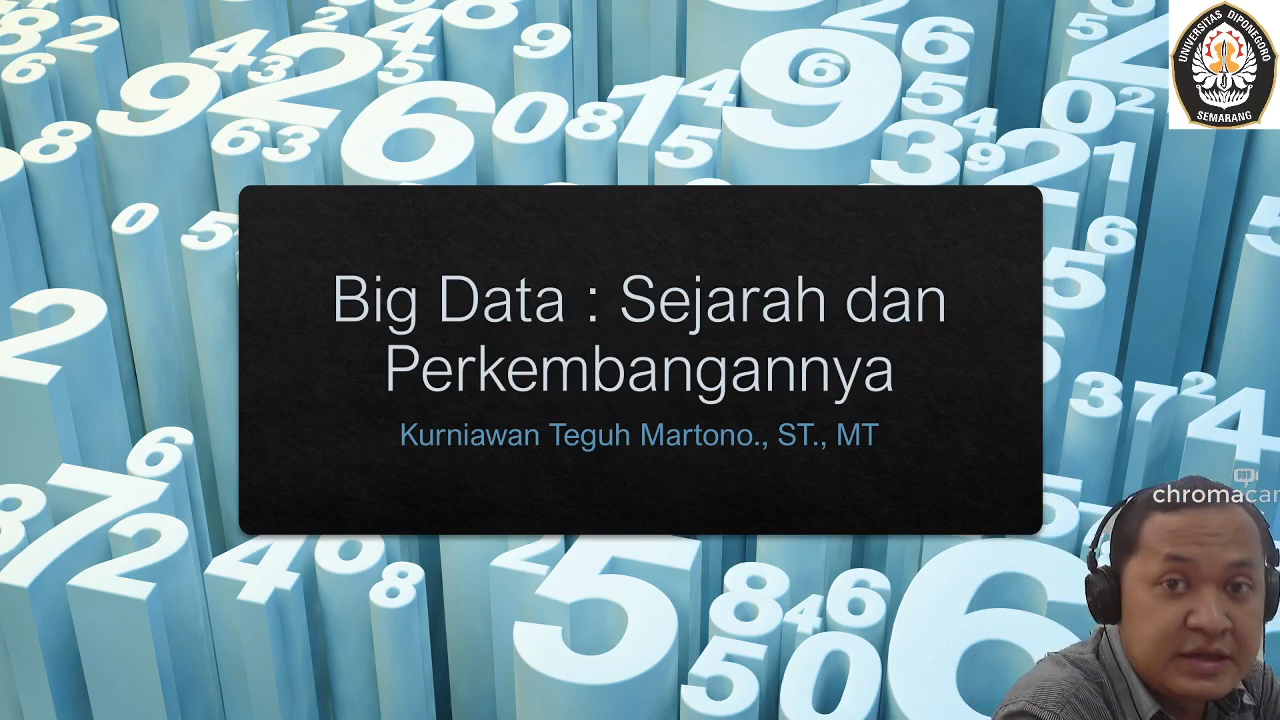 UNIVERSITAS DIPONEGORO
SEMARANG
Big Data : Sejarah dan
Perkembangannya
Kurniawan Teguh Martono., ST., MT
chromacam